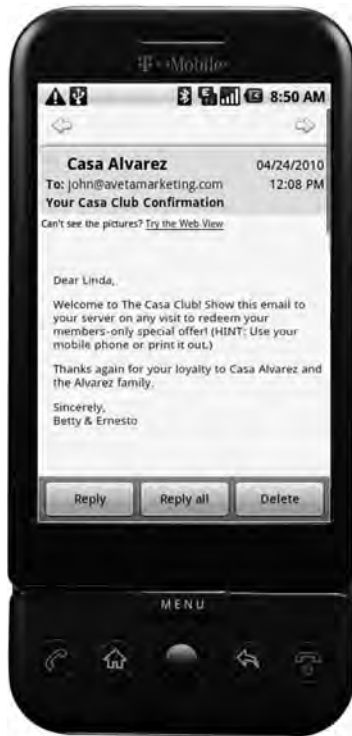 T··Mobile·
8:50 AM
Casa Alvarez 04/24/2010
To: john@avetamarketing.com 12:08 PM
Your Casa Club Confirmation
Can't see the pictures? Try the Web View
Dear Linda,
Welcome to The Casa Club! Show this email to
your server on any visit to redeem your
members-only special offer! (HINT: Use your
mobile phone or print it out.)
Thanks again for your loyalty to Casa Alvarez and
the Alvarez family.
Sincerely,
Betty & Ernesto
Reply Reply all Delete
MENU